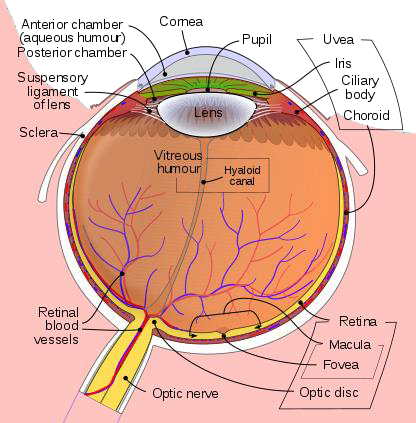 Cornea
Anterior chamber
(aqueous humour)
Posterior chamber
Pupil
Uvea
Iris
Ciliary
body
Choroid
Suspensory
ligament
of lens
Lens
Sclera
Vitreous
humour
Hyaloid
canal
Retinal
blood
vessels
Retina
Macula
Fovea
Optic nerve
Optic disc